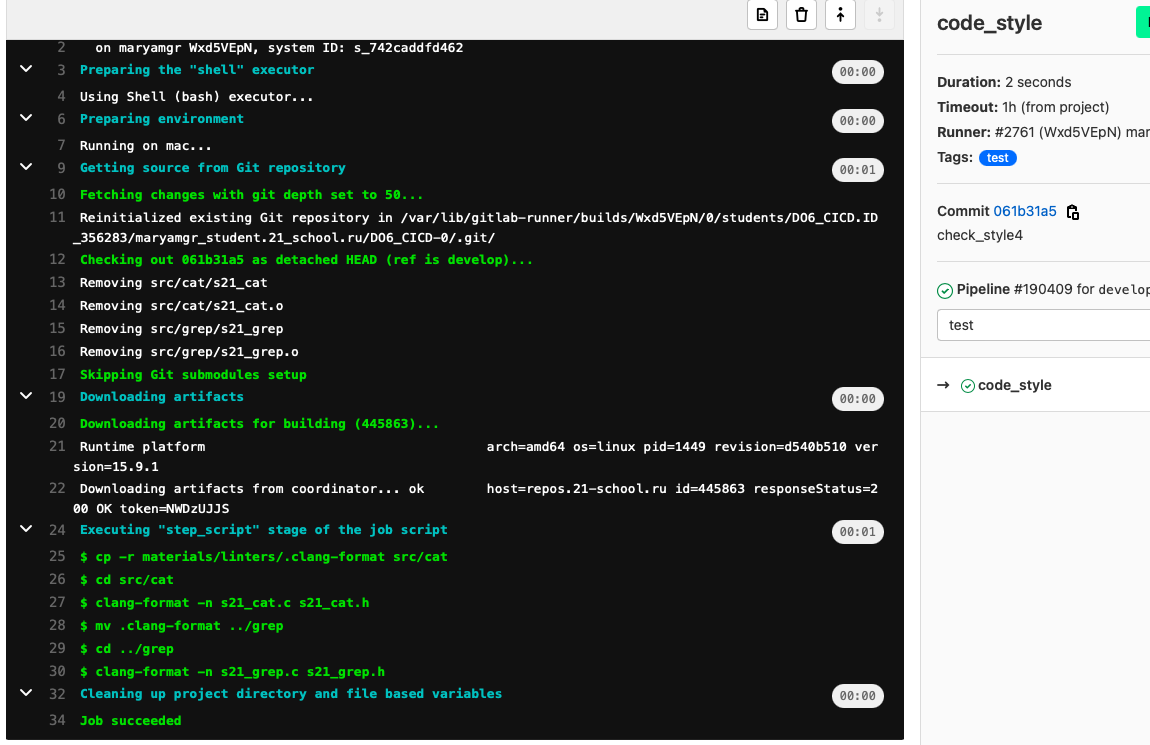 2 on maryamgr Wxd5VEpN, system ID: s_742caddfd462
3 Preparing the "shell" executor 00:00
4 Using Shell (bash) executor...
6 Preparing environment 00:00
7 Running on mac...
9 Getting source from Git repository 00:01
10 Fetching changes with git depth set to 50...
11 Reinitialized existing Git repository in /var/lib/gitlab-runner/builds/Wxd5VEpN/0/students/DO6_CICD.ID
_356283/maryamgr_student.21_school.ru/DO6_CICD-0/.git/
12 Checking out 061b31a5 as detached HEAD (ref is develop)...
13 Removing src/cat/s21_cat
14 Removing src/cat/s21_cat.o
15 Removing src/grep/s21_grep
16 Removing src/grep/s21_grep.o
17 Skipping Git submodules setup
19 Downloading artifacts 00:00
20 Downloading artifacts for building (445863)...
21 Runtime platform arch=amd64 os=linux pid=1449 revision=d540b510 ver
sion=15.9.1
22 Downloading artifacts from coordinator... ok host=repos.21-school.ru id=445863 responseStatus=2
00 OK token=NWDzUJJS
24 Executing "step_script" stage of the job script 00:01
25 $ cp -r materials/linters/.clang-format src/cat
26 $ cd src/cat
27 $ clang-format -n s21_cat.c s21_cat.h
28 $ mv .clang-format ../grep
29 $ cd ../grep
30 $ clang-format -n s21_grep.c s21_grep.h
32 Cleaning up project directory and file based variables 00:00
34 Job succeeded
code_style
Duration: 2 seconds
Timeout: 1h (from project)
Runner: #2761 (Wxd5VEpN) mar
Tags: test
Commit 061b31a5
check_style4
Pipeline #190409 for develop
test
→ code_style